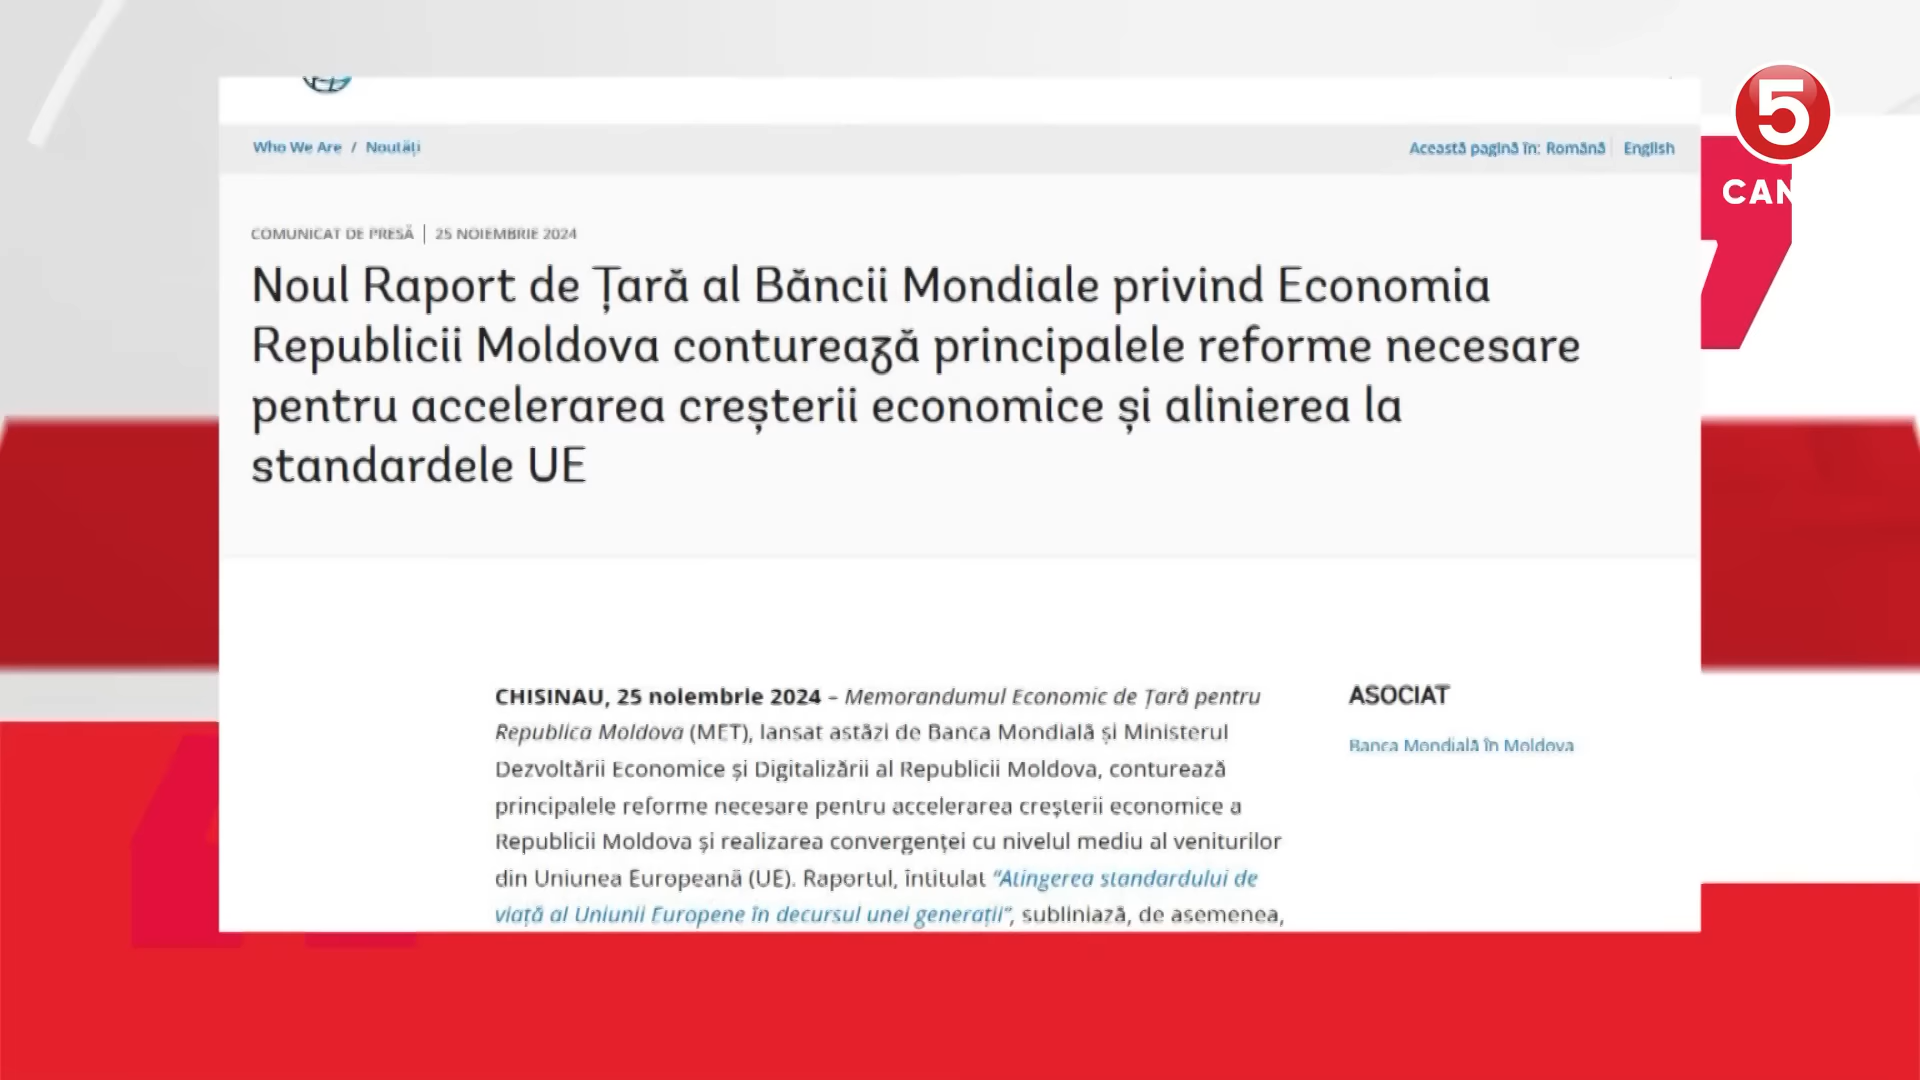 5
CAN
Who We Are / Noutăți
Această pagină în: Română English
COMUNICAT DE PRESĂ | 25 NOIEMBRIE 2024
Noul Raport de Țară al Băncii Mondiale privind Economia
Republicii Moldova conturează principalele reforme necesare
pentru accelerarea creșterii economice și alinierea la
standardele UE
CHISINAU, 25 noiembrie 2024 – Memorandumul Economic de Țară pentru
Republica Moldova (MET), lansat astăzi de Banca Mondială și Ministerul
Dezvoltării Economice și Digitalizării al Republicii Moldova, conturează
principalele reforme necesare pentru accelerarea creșterii economice a
Republicii Moldova și realizarea convergenței cu nivelul mediu al veniturilor
din Uniunea Europeană (UE). Raportul, întitulat “Atingerea standardului de
viață al Uniunii Europene în decursul unei generații”, subliniază, de asemenea,
ASOCIAT
Banca Mondială în Moldova